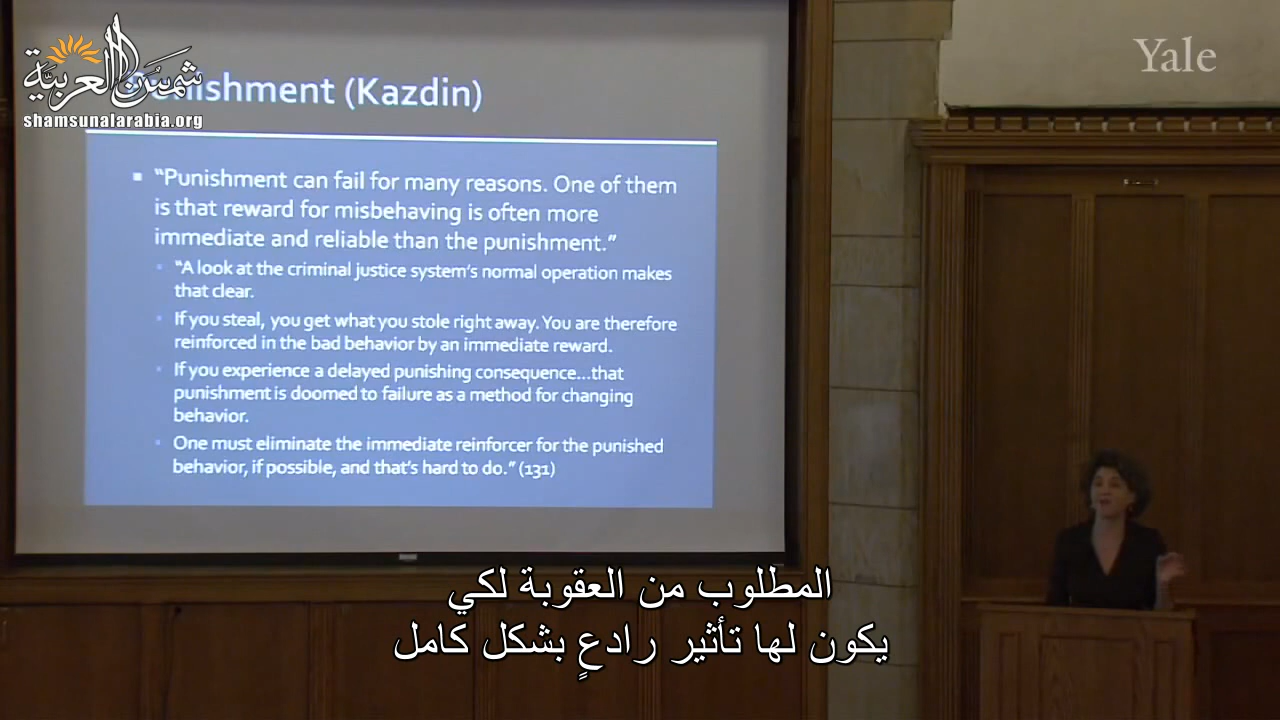 شمس العربية
shamsunalarabia.org
Yale
Punishment (Kazdin)
▪ “Punishment can fail for many reasons. One of them
is that reward for misbehaving is often more
immediate and reliable than the punishment.”
▪ “A look at the criminal justice system’s normal operation makes
that clear.
▪ If you steal, you get what you stole right away. You are therefore
reinforced in the bad behavior by an immediate reward.
▪ If you experience a delayed punishing consequence...that
punishment is doomed to failure as a method for changing
behavior.
▪ One must eliminate the immediate reinforcer for the punished
behavior, if possible, and that’s hard to do.” (131)
المطلوب من العقوبة لكي
يكون لها تأثير رادعٍ بشكل كامل